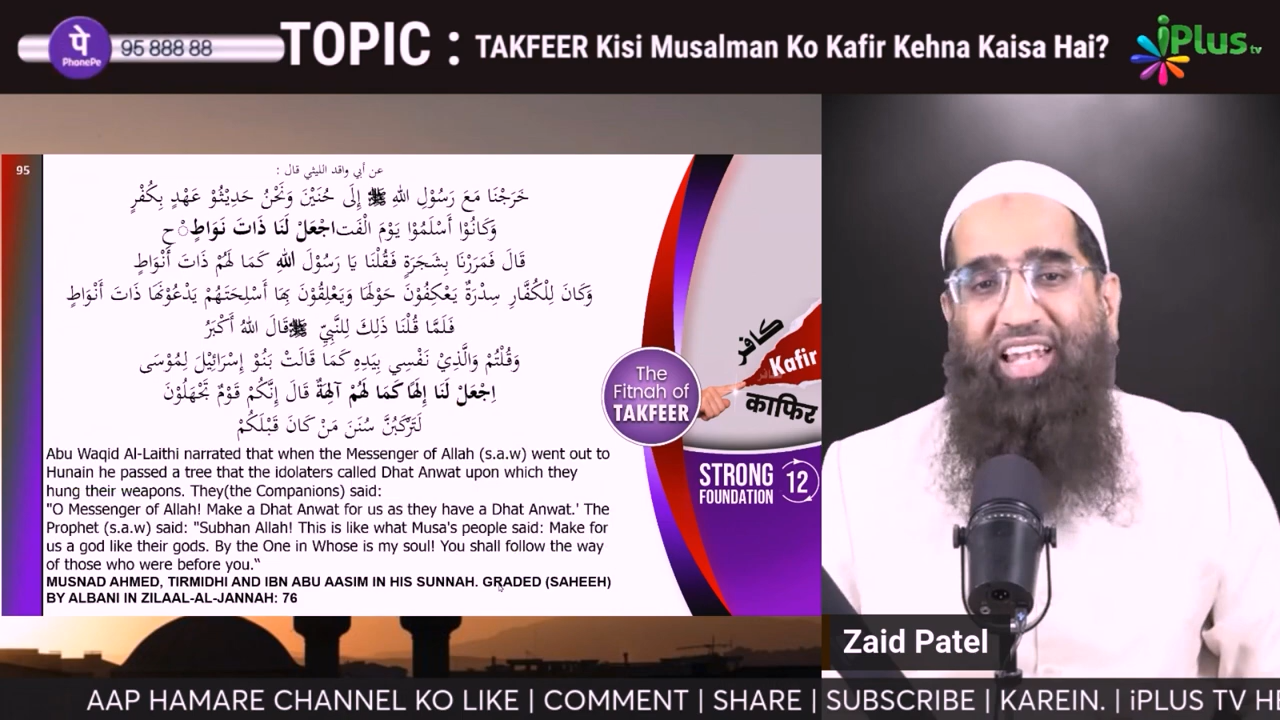 पे
PhonePe
95 888 88
TOPIC : TAKFEER Kisi Musalman Ko Kafir Kehna Kaisa Hai?
iPlus tv
95
عن أبي واقد الليثي قال :
خَرَجْنَا مَعَ رَسُوْلِ اللهِ ﷺ إِلَى حُنَيْنَ وَنَحْنُ حَدِيْثُوْ عَهْدٍ بِكُفْرٍ
وَكَانُوْا أَسْلَمُوْا يَوْمَ الْفَتاجْعَلْ لَنَا ذَاتَ نَوَاطٍْ ح
قَالَ فَمَرَرْنَا بِشَجَرَةٍ فَقُلْنَا يَا رَسُوْلَ اللهِ كَمَا لَهُمْ ذَاتَ أَنْوَاطٍ
وَكَانَ لِلْكُفَّارِ سِدْرَةٌ يَعْكِفُوْنَ حَوْلَهَا وَيَعْلِقُوْنَ بِهَا أَسْلِحَتَهُمْ يَدْعُوْنَهَا ذَاتَ أَنْوَاطٍ
فَلَمَّا قُلْنَا ذَلِكَ لِلنَّبِيِّ ﷺقَالَ اللهُ أَكْبَرُ
وَقُلْتُمْ وَالَّذِيْ نَفْسِي بِيَدِهِ كَمَا قَالَتْ بَنُوْ إِسْرَائِيْلَ لِمُوْسَى
اِجْعَلْ لَنَا إِلَهًا كَمَا لَهُمْ آلِهَةٌ قَالَ إِنَّكُمْ قَوْمٌ تَجْهَلُوْنَ
لَتَرْكَبُنَّ سُنَنَ مَنْ كَانَ قَبْلَكُمْ
Abu Waqid Al-Laithi narrated that when the Messenger of Allah (s.a.w) went out to
Hunain he passed a tree that the idolaters called Dhat Anwat upon which they
hung their weapons. They(the Companions) said:
"O Messenger of Allah! Make a Dhat Anwat for us as they have a Dhat Anwat.' The
Prophet (s.a.w) said: "Subhan Allah! This is like what Musa's people said: Make for
us a god like their gods. By the One in Whose is my soul! You shall follow the way
of those who were before you.“
MUSNAD AHMED, TIRMIDHI AND IBN ABU AASIM IN HIS SUNNAH. GRADED (SAHEEH)
BY ALBANI IN ZILAAL-AL-JANNAH: 76
The
Fitnah of
TAKFEER
كافر
Kafir
काफिर
STRONG
FOUNDATION 12
Zaid Patel
AAP HAMARE CHANNEL KO LIKE | COMMENT | SHARE | SUBSCRIBE | KAREIN. | iPLUS TV